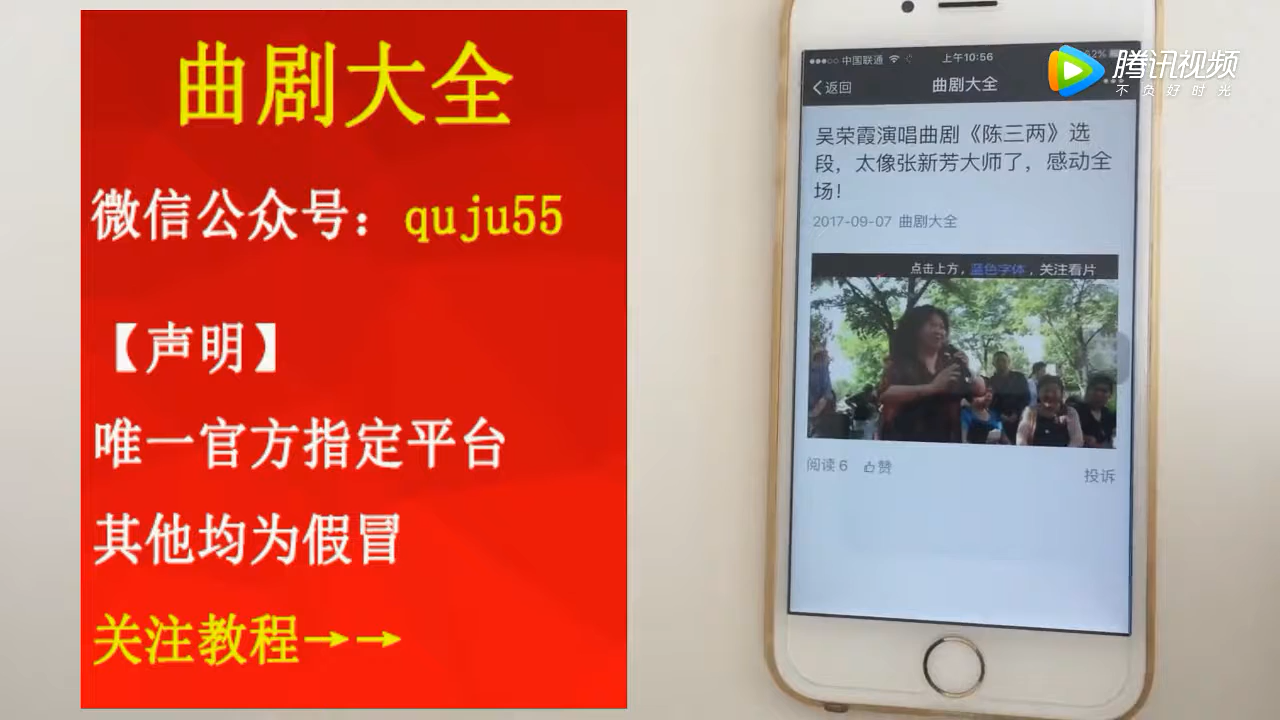 曲剧大全
微信公众号：quju55
【声明】
唯一官方指定平台
其他均为假冒
关注教程→→
中国联通
上午10:56
返回
曲剧大全
吴荣霞演唱曲剧《陈三两》选
段，太像张新芳大师了，感动全
场！
2017-09-07 曲剧大全
点击上方，蓝色字体，关注看片
阅读 6 赞
投诉
腾讯视频
不负好时光